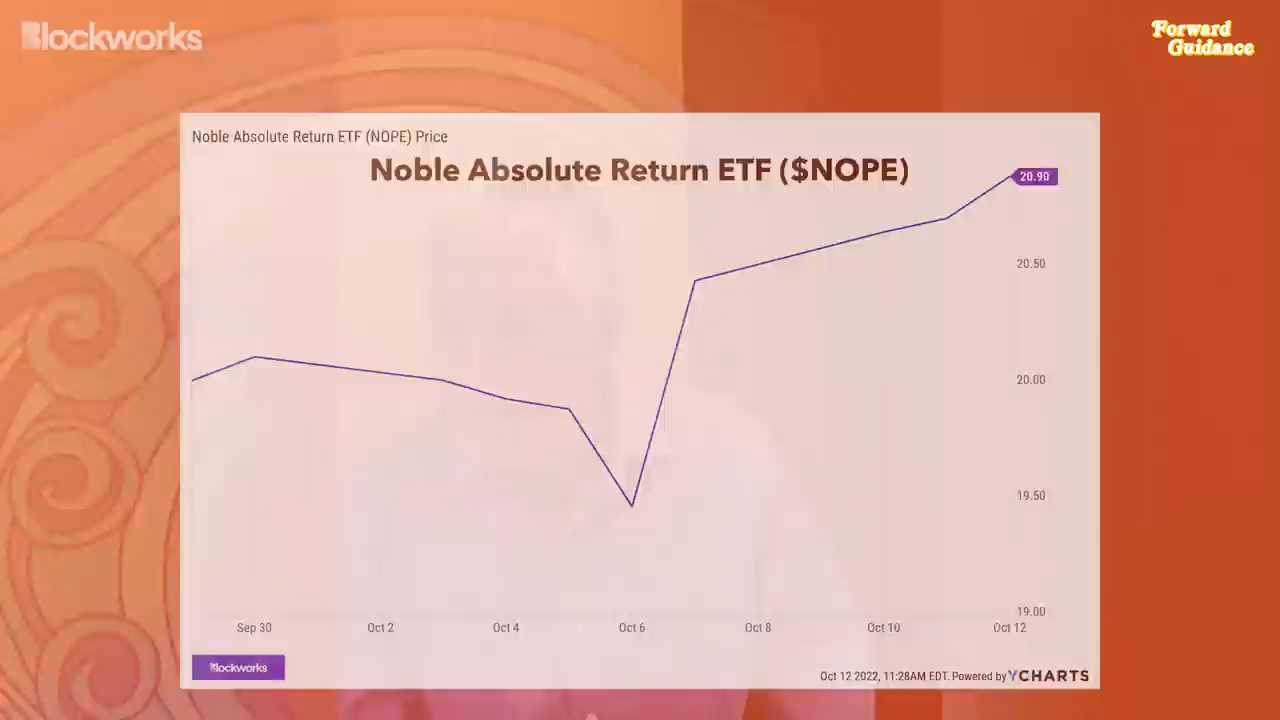 Blockworks
Forward
Guidance
Noble Absolute Return ETF (NOPE) Price
Noble Absolute Return ETF ($NOPE)
20.90
20.50
20.00
19.50
19.00
Sep 30 Oct 2 Oct 4 Oct 6 Oct 8 Oct 10 Oct 12
Blockworks
Oct 12 2022, 11:28AM EDT. Powered by YCHARTS